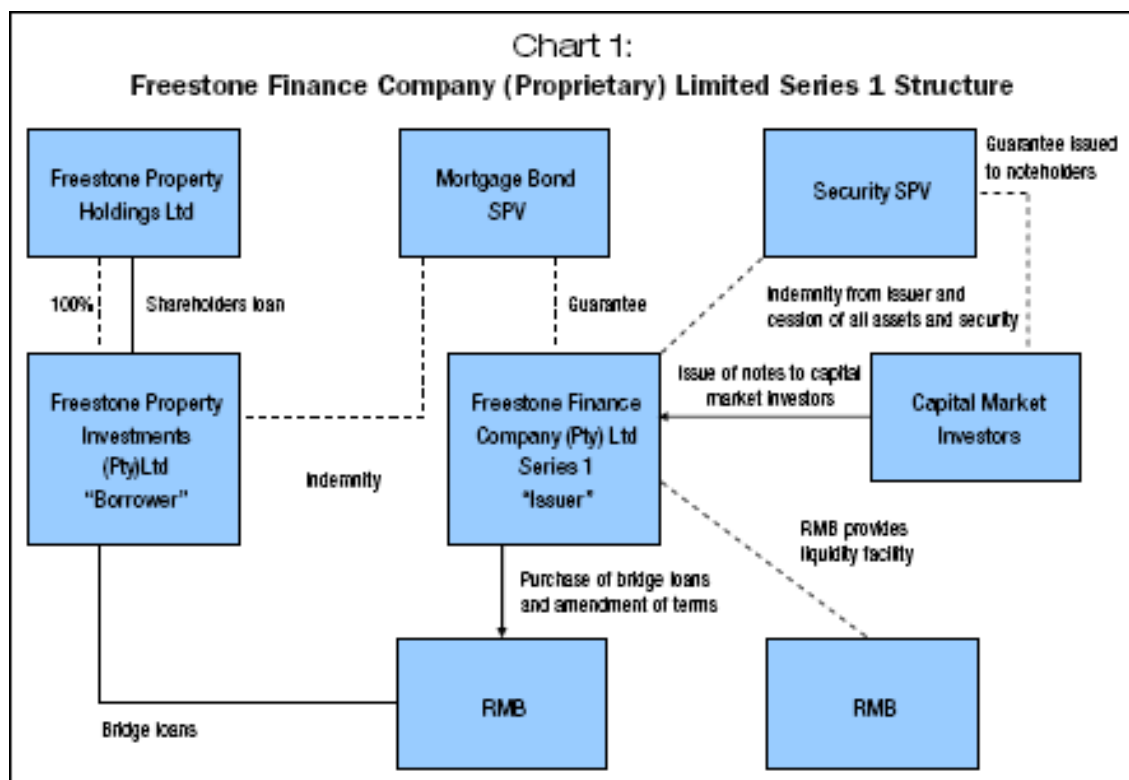 Chart 1:
Freestone Finance Company (Proprietary) Limited Series 1 Structure
Freestone Property
Holdings Ltd
Mortgage Bond
SPV
Security SPV
Guarantee issued
to noteholders
100%
Shareholders loan
Guarantee
Indemnity from issuer and
cession of all assets and security
Freestone Property
Investments
(Pty)Ltd
"Borrower"
Indemnity
Freestone Finance
Company (Pty) Ltd
Series 1
"Issuer"
Issue of notes to capital
market investors
Capital Market
Investors
RMB provides
liquidity facility
Purchase of bridge loans
and amendment of terms
Bridge loans
RMB
RMB